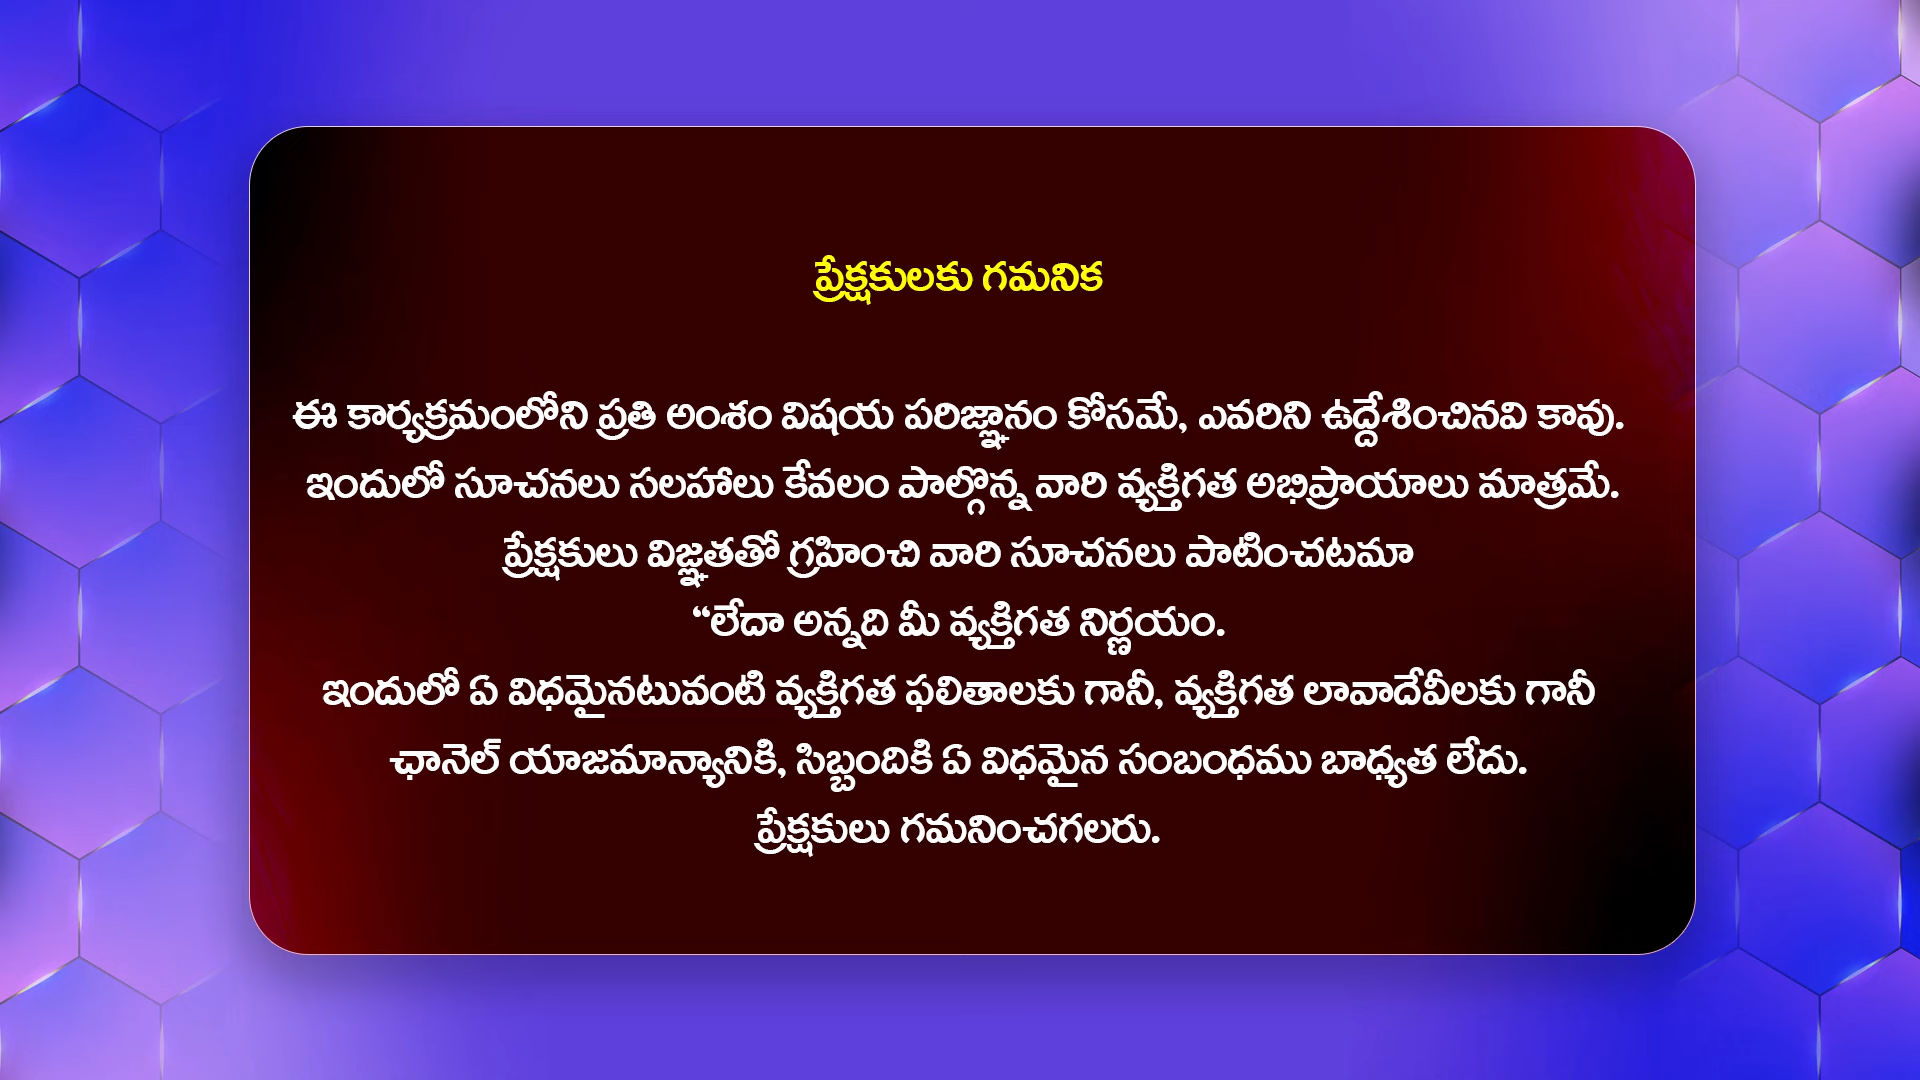 ప్రేక్షకులకు గమనిక
ఈ కార్యక్రమంలోని ప్రతి అంశం విషయ పరిజ్ఞానం కోసమే, ఎవరిని ఉద్దేశించినవి కావు.
ఇందులో సూచనలు సలహాలు కేవలం పాల్గొన్న వారి వ్యక్తిగత అభిప్రాయాలు మాత్రమే.
ప్రేక్షకులు విజ్ఞతతో గ్రహించి వారి సూచనలు పాటించటమా
“లేదా అన్నది మీ వ్యక్తిగత నిర్ణయం.
ఇందులో ఏ విధమైనటువంటి వ్యక్తిగత ఫలితాలకు గానీ, వ్యక్తిగత లావాదేవీలకు గానీ
ఛానెల్ యాజమాన్యానికి, సిబ్బందికి ఏ విధమైన సంబంధము బాధ్యత లేదు.
ప్రేక్షకులు గమనించగలరు.